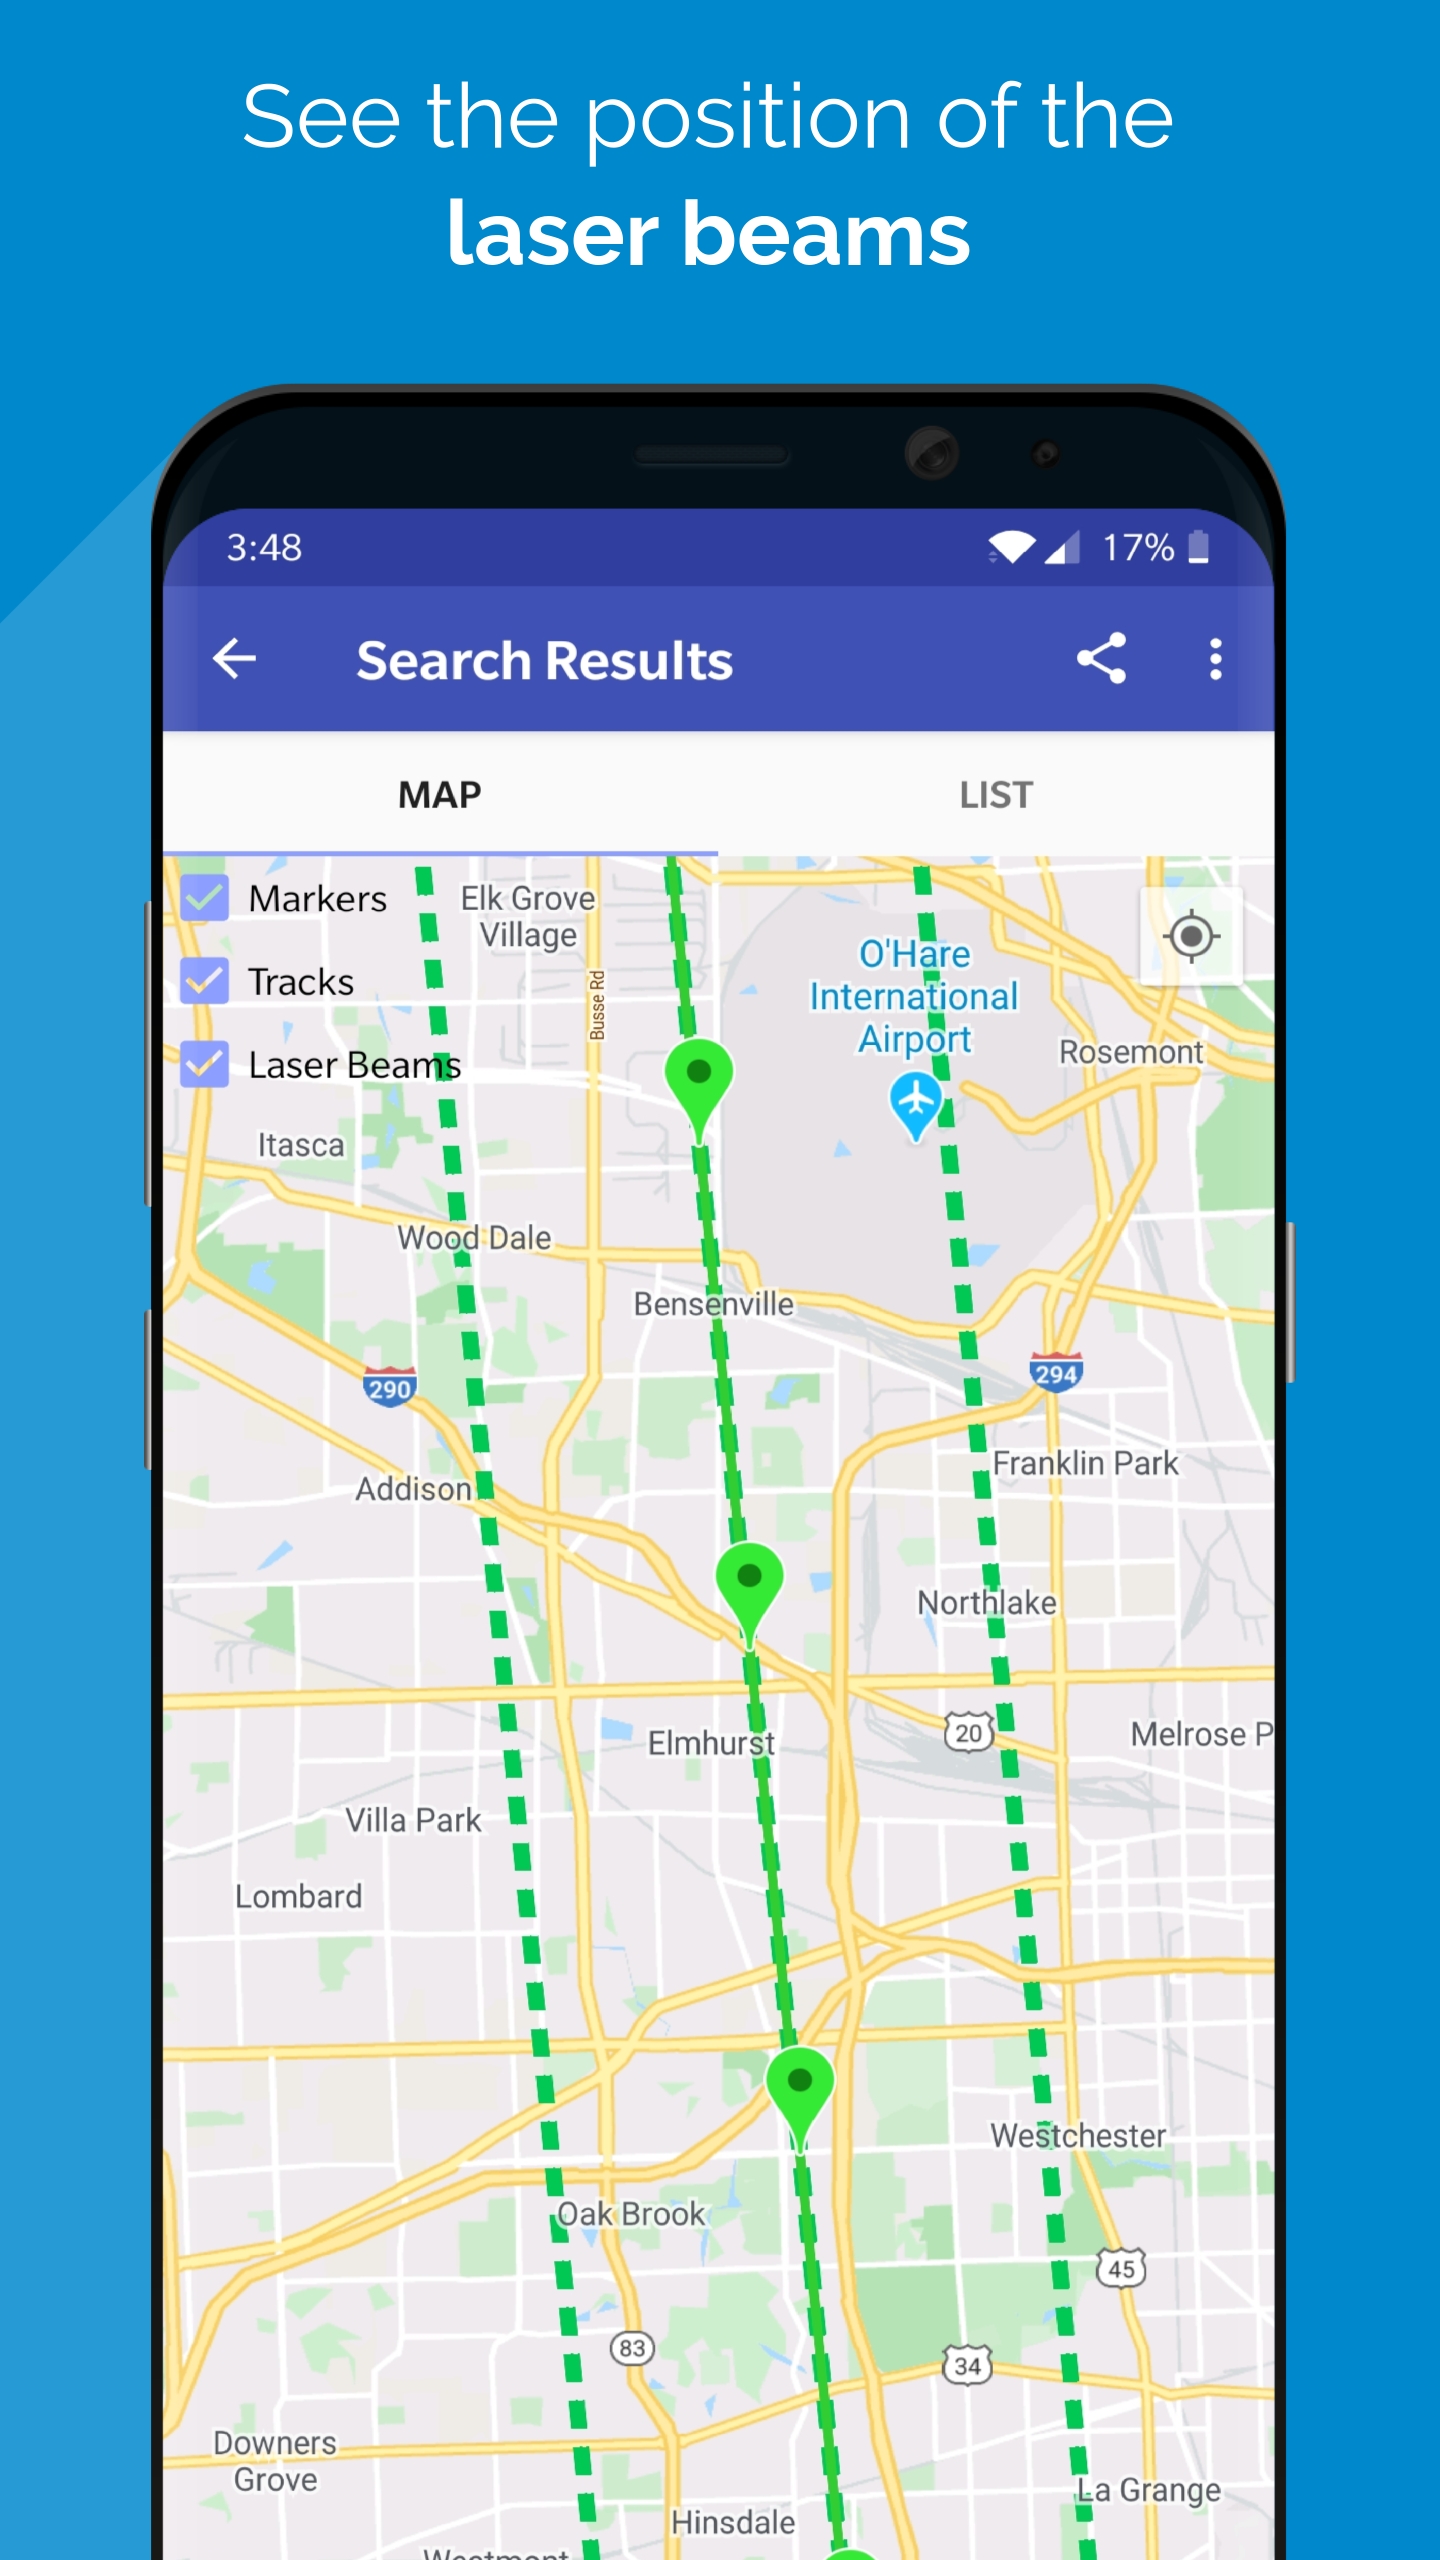 See the position of the
laser beams
3:48
17%
Search Results
MAP
LIST
Markers
Tracks
Laser Beams
Elk Grove
Village
Busse Rd
O'Hare
International
Airport
Rosemont
Itasca
Wood Dale
Bensenville
290
294
Addison
Franklin Park
Northlake
20
Melrose P
Elmhurst
Villa Park
Lombard
Westchester
Oak Brook
45
83
34
Downers
Grove
La Grange
Hinsdale
Westmont